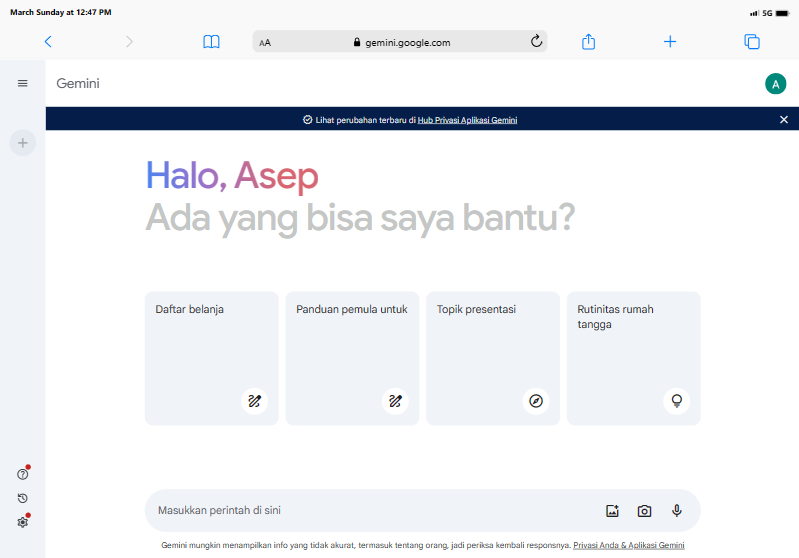 March Sunday at 12:47 PM
5G
AA
gemini.google.com
Gemini
A
Lihat perubahan terbaru di Hub Privasi Aplikasi Gemini
Halo, Asep
Ada yang bisa saya bantu?
Daftar belanja
Panduan pemula untuk
Topik presentasi
Rutinitas rumah
tangga
Masukkan perintah di sini
Gemini mungkin menampilkan info yang tidak akurat, termasuk tentang orang, jadi periksa kembali responsnya. Privasi Anda & Aplikasi Gemini